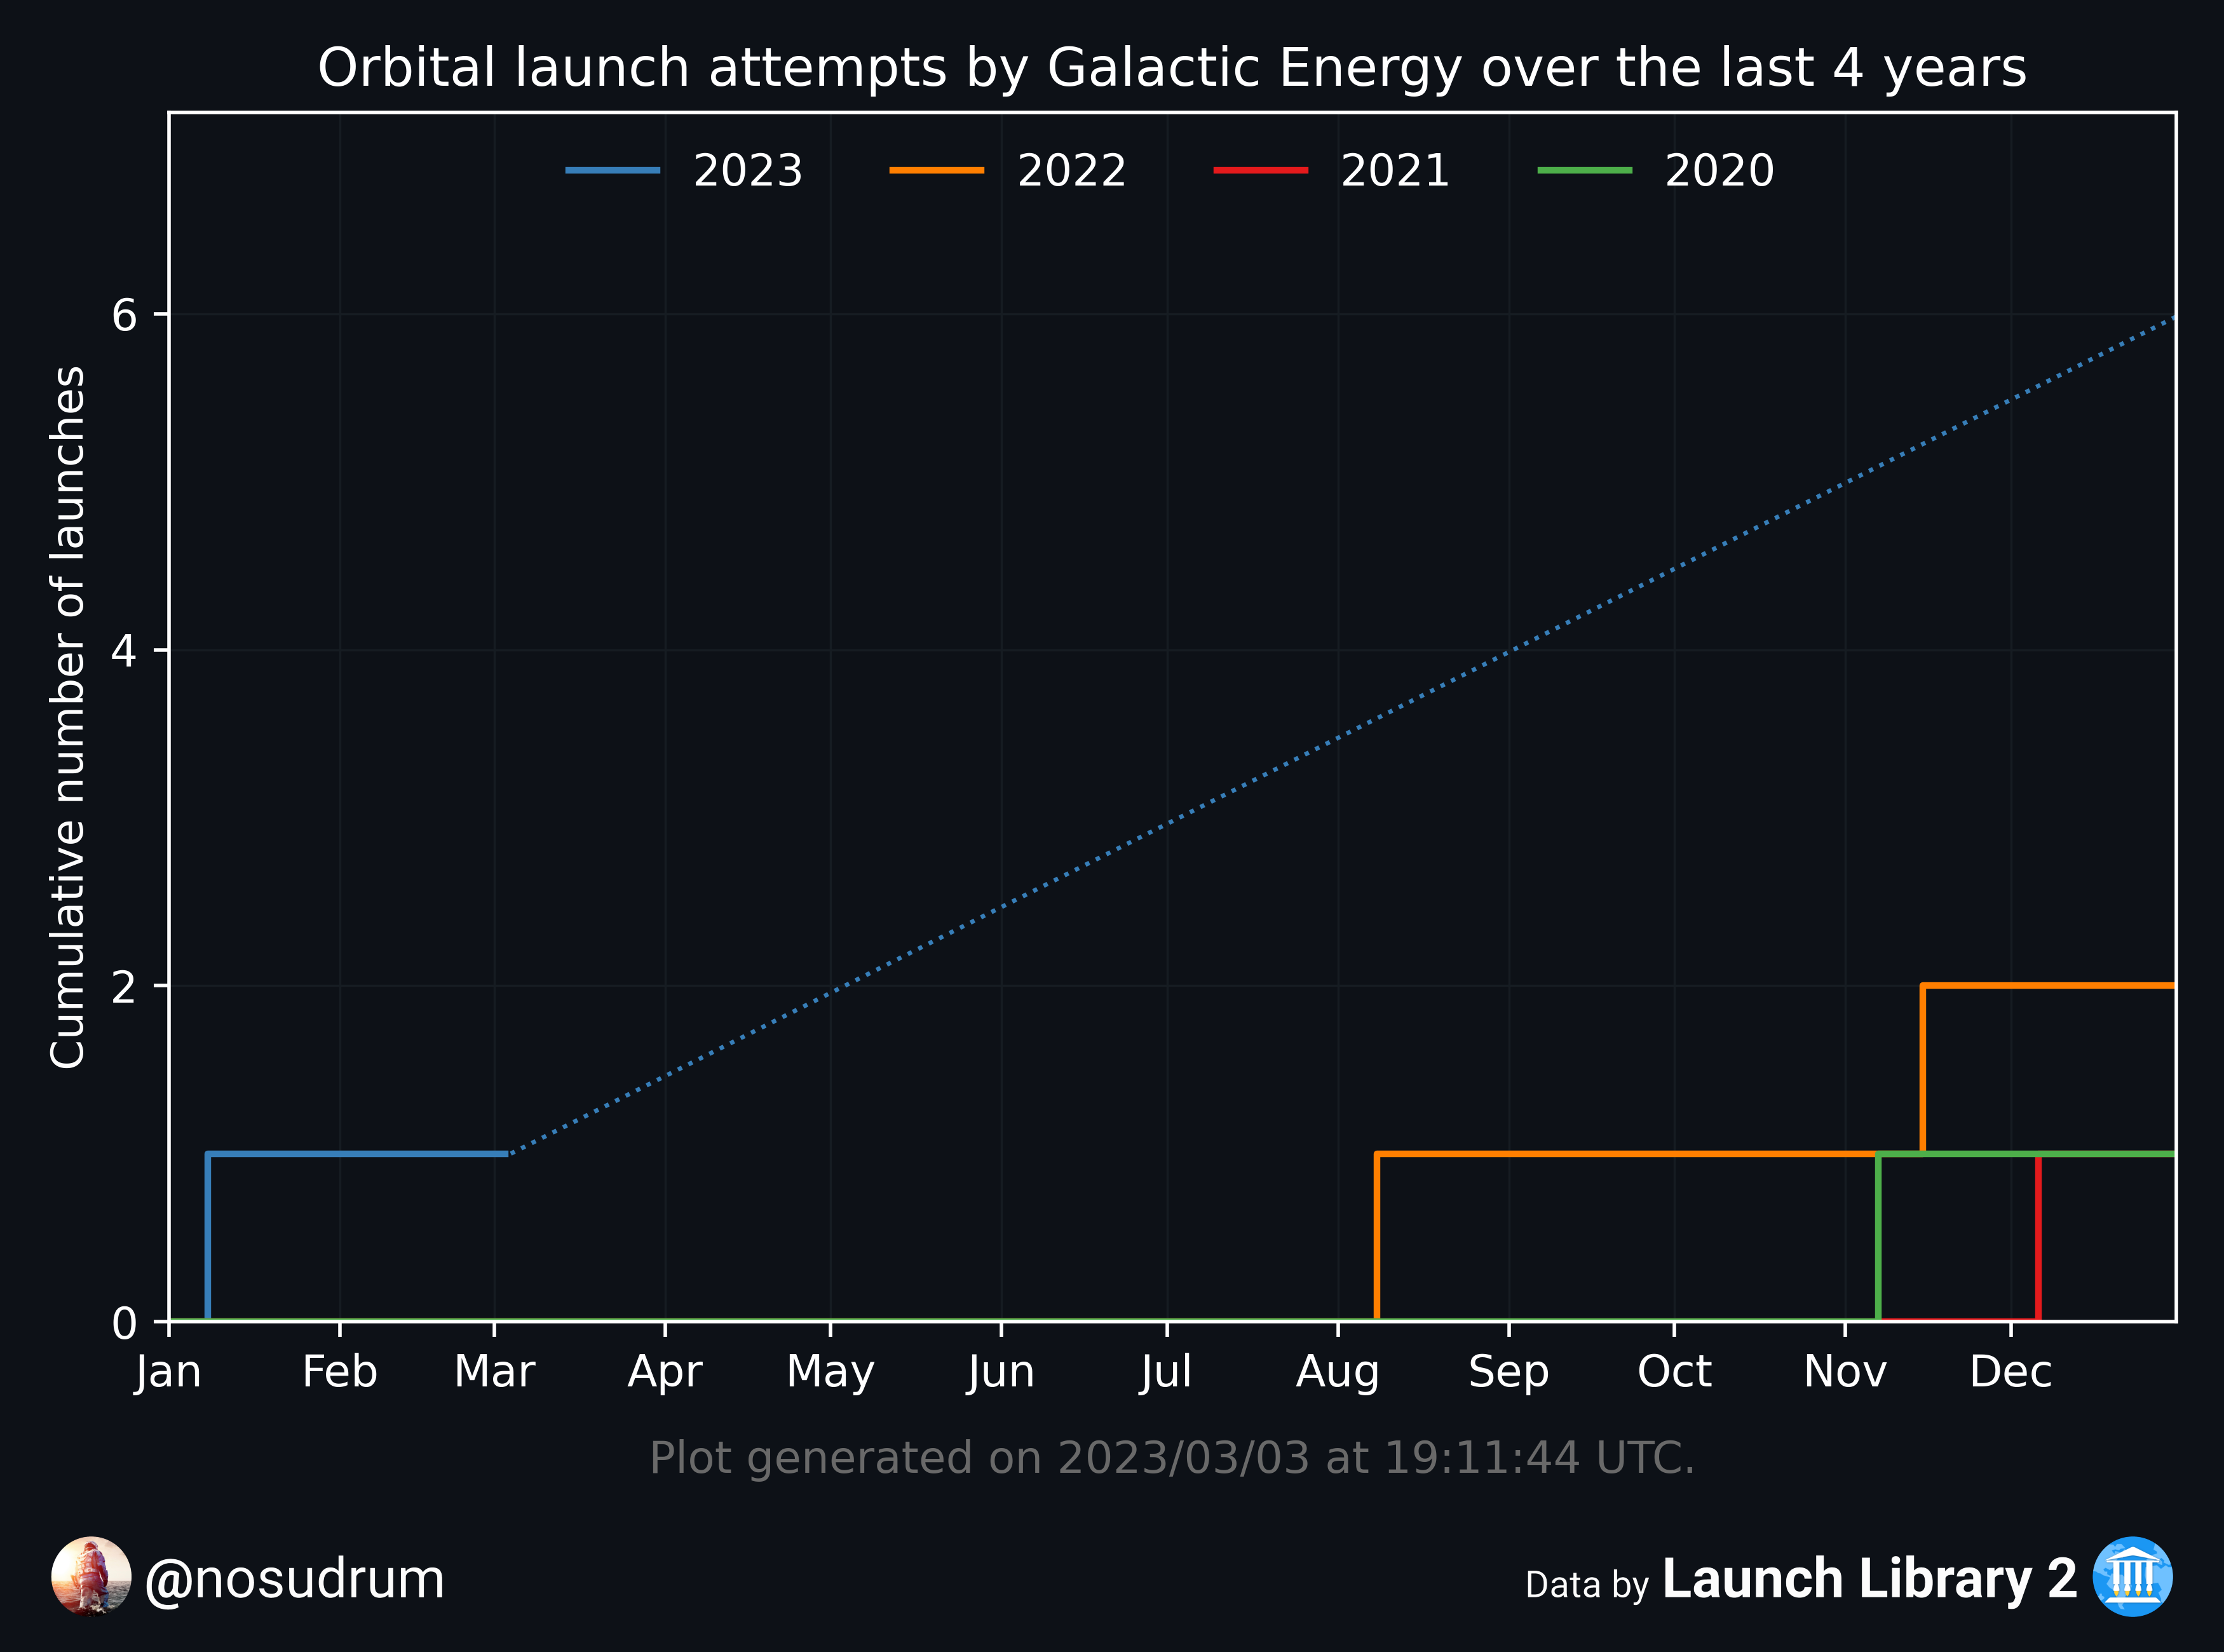 Orbital launch attempts by Galactic Energy over the last 4 years
2023 2022 2021 2020
Cumulative number of launches
6
4
2
0
Jan Feb Mar Apr May Jun Jul Aug Sep Oct Nov Dec
Plot generated on 2023/03/03 at 19:11:44 UTC.
@nosudrum
Data by Launch Library 2